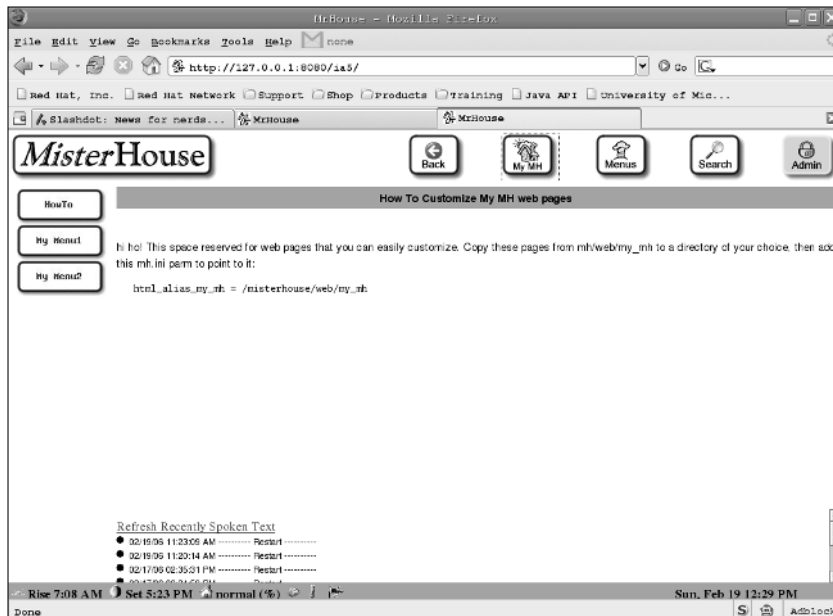 MrHouse - Mozilla Firefox
File Edit View Go Bookmarks Tools Help none
http://127.0.0.1:8080/ia5/ Go
Red Hat, Inc. Red Hat Network Support Shop Products Training Java API University of Mic...
Slashdot: News for nerds... MrHouse MrHouse
MisterHouse Back My MH Menus Search Admin
HowTo
My Menu1
My Menu2
How To Customize My MH web pages
hi ho! This space reserved for web pages that you can easily customize. Copy these pages from mh/web/my_mh to a directory of your choice, then add
this mh.ini parm to point to it:
html_alias_my_mh = /misterhouse/web/my_mh
Refresh Recently Spoken Text
02/19/06 11:23:09 AM ---------- Restart ----------
02/19/06 11:20:14 AM ---------- Restart ----------
02/17/06 02:35:31 PM ---------- Restart ----------
Rise 7:08 AM Set 5:23 PM normal (%) Sun, Feb 19 12:29 PM
Done Adblock